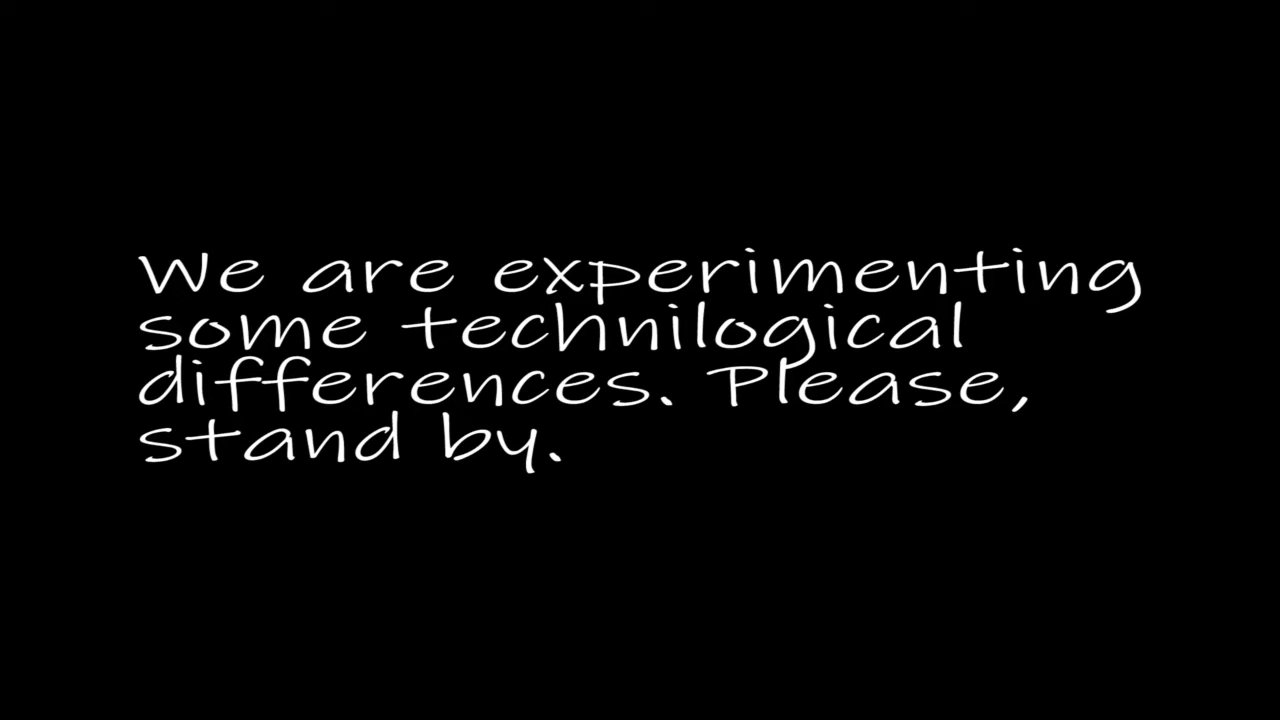 We are experimenting
some technilogical
differences. Please,
stand by.